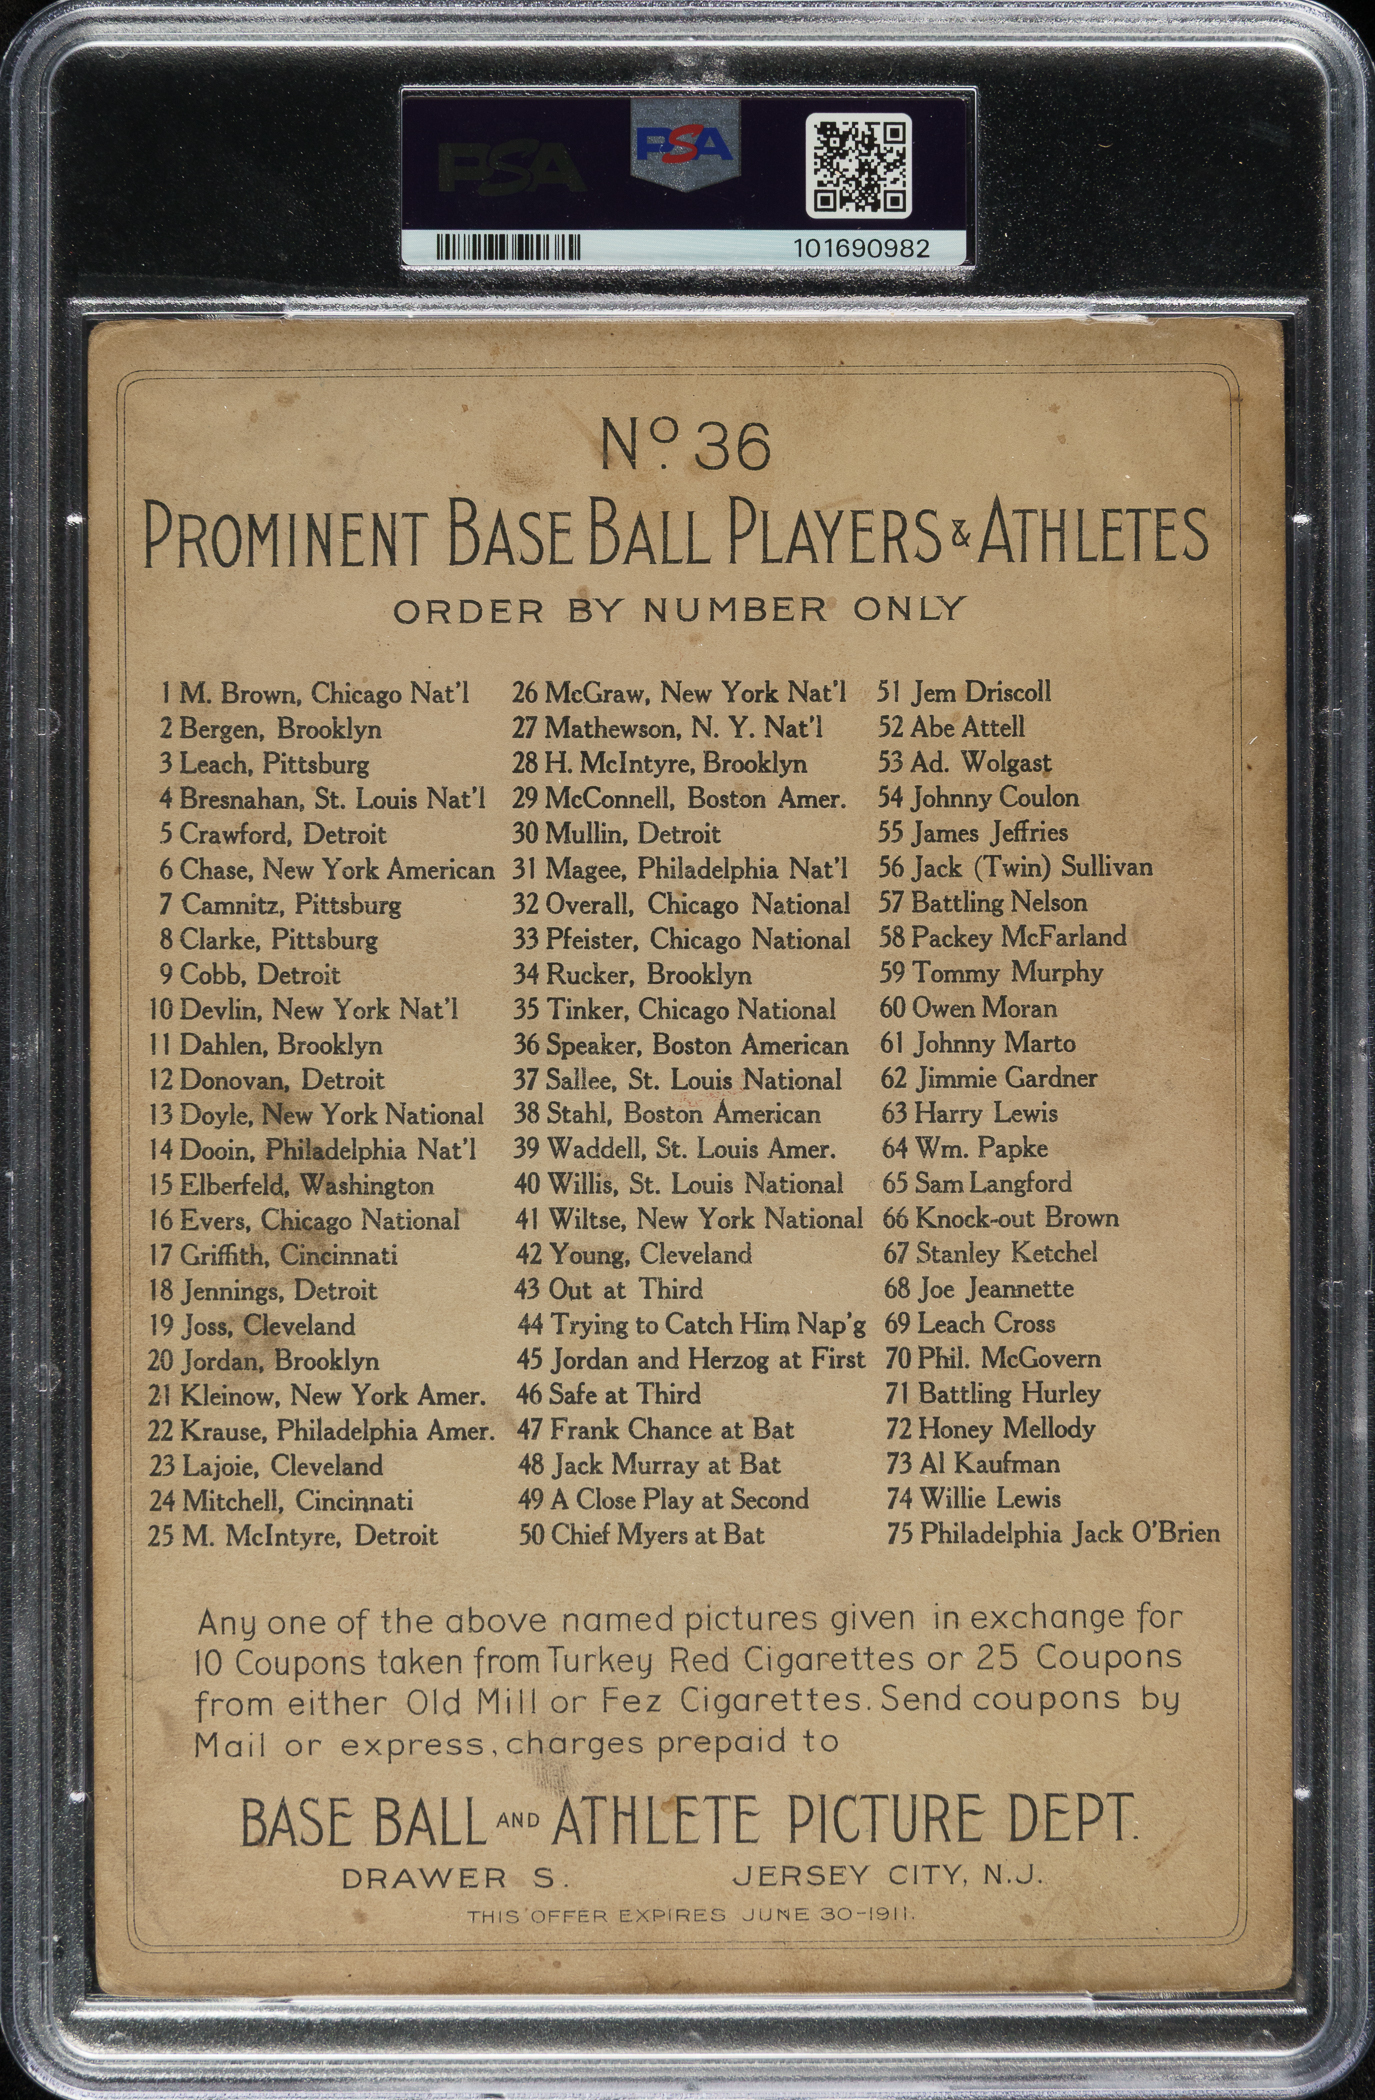 PSA
PSA
101690982
Nº. 36
PROMINENT BASE BALL PLAYERS & ATHLETES
ORDER BY NUMBER ONLY
1 M. Brown, Chicago Nat'l
2 Bergen, Brooklyn
3 Leach, Pittsburg
4 Bresnahan, St. Louis Nat'l
5 Crawford, Detroit
6 Chase, New York American
7 Camnitz, Pittsburg
8 Clarke, Pittsburg
9 Cobb, Detroit
10 Devlin, New York Nat'l
11 Dahlen, Brooklyn
12 Donovan, Detroit
13 Doyle, New York National
14 Dooin, Philadelphia Nat'l
15 Elberfeld, Washington
16 Evers, Chicago National
17 Griffith, Cincinnati
18 Jennings, Detroit
19 Joss, Cleveland
20 Jordan, Brooklyn
21 Kleinow, New York Amer.
22 Krause, Philadelphia Amer.
23 Lajoie, Cleveland
24 Mitchell, Cincinnati
25 M. McIntyre, Detroit
26 McGraw, New York Nat'l
27 Mathewson, N. Y. Nat'l
28 H. McIntyre, Brooklyn
29 McConnell, Boston Amer.
30 Mullin, Detroit
31 Magee, Philadelphia Nat'l
32 Overall, Chicago National
33 Pfeister, Chicago National
34 Rucker, Brooklyn
35 Tinker, Chicago National
36 Speaker, Boston American
37 Sallee, St. Louis National
38 Stahl, Boston American
39 Waddell, St. Louis Amer.
40 Willis, St. Louis National
41 Wiltse, New York National
42 Young, Cleveland
43 Out at Third
44 Trying to Catch Him Nap'g
45 Jordan and Herzog at First
46 Safe at Third
47 Frank Chance at Bat
48 Jack Murray at Bat
49 A Close Play at Second
50 Chief Myers at Bat
51 Jem Driscoll
52 Abe Attell
53 Ad. Wolgast
54 Johnny Coulon
55 James Jeffries
56 Jack (Twin) Sullivan
57 Battling Nelson
58 Packey McFarland
59 Tommy Murphy
60 Owen Moran
61 Johnny Marto
62 Jimmie Gardner
63 Harry Lewis
64 Wm. Papke
65 Sam Langford
66 Knock-out Brown
67 Stanley Ketchel
68 Joe Jeannette
69 Leach Cross
70 Phil. McGovern
71 Battling Hurley
72 Honey Mellody
73 Al Kaufman
74 Willie Lewis
75 Philadelphia Jack O'Brien
Any one of the above named pictures given in exchange for
10 Coupons taken from Turkey Red Cigarettes or 25 Coupons
from either Old Mill or Fez Cigarettes. Send coupons by
Mail or express, charges prepaid to
BASE BALL AND ATHLETE PICTURE DEPT.
DRAWER S. JERSEY CITY, N.J.
THIS OFFER EXPIRES JUNE 30-1911.